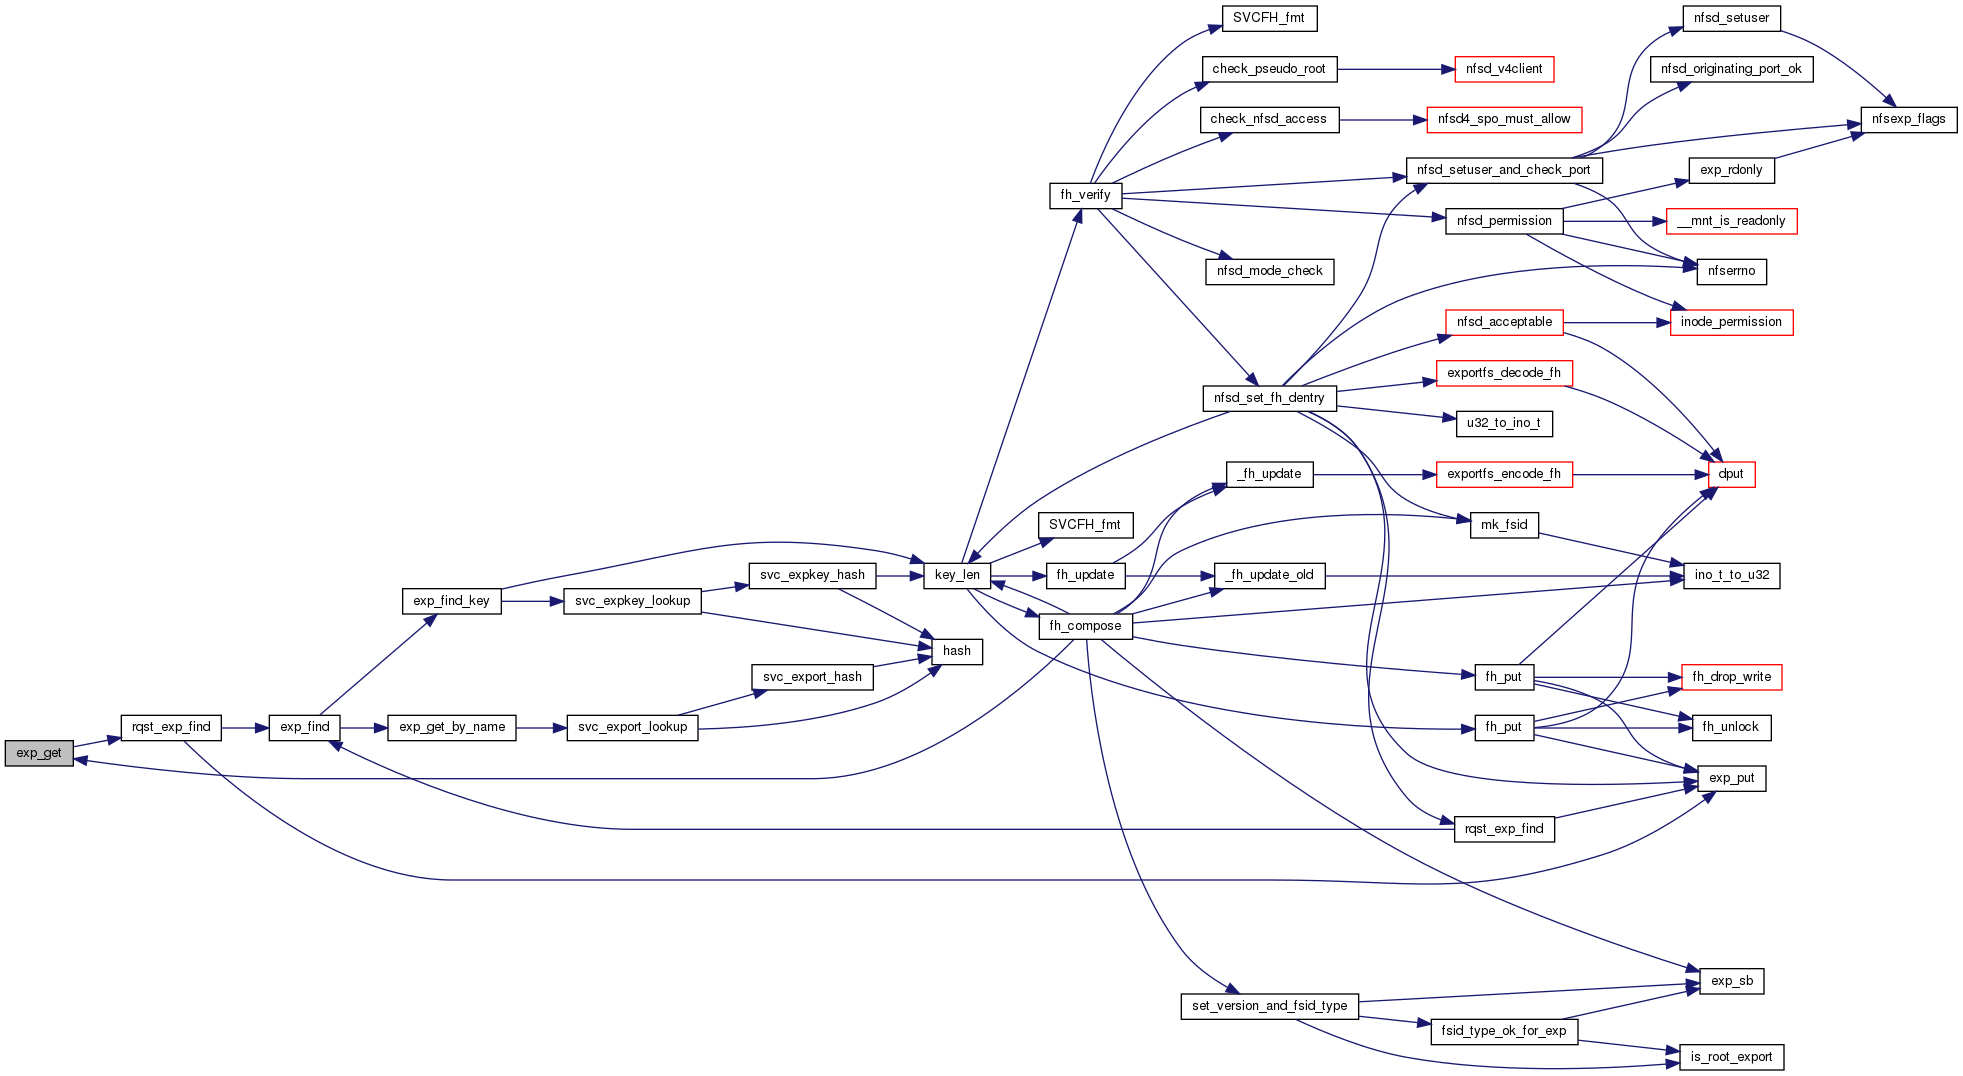 SVCFH_fmt
nfsd_setuser
check_pseudo_root
nfsd_v4client
nfsd_originating_port_ok
check_nfsd_access
nfsd4_spo_must_allow
nfsexp_flags
fh_verify
nfsd_setuser_and_check_port
exp_rdonly
nfsd_permission
__mnt_is_readonly
nfsd_mode_check
nfserrno
nfsd_acceptable
inode_permission
exportfs_decode_fh
nfsd_set_fh_dentry
u32_to_ino_t
_fh_update
exportfs_encode_fh
dput
SVCFH_fmt
mk_fsid
svc_expkey_hash
key_len
fh_update
_fh_update_old
ino_t_to_u32
exp_find_key
svc_expkey_lookup
fh_compose
hash
svc_export_hash
fh_put
fh_drop_write
rqst_exp_find
exp_find
exp_get_by_name
svc_export_lookup
fh_put
fh_unlock
exp_get
exp_put
rqst_exp_find
exp_sb
set_version_and_fsid_type
fsid_type_ok_for_exp
is_root_export